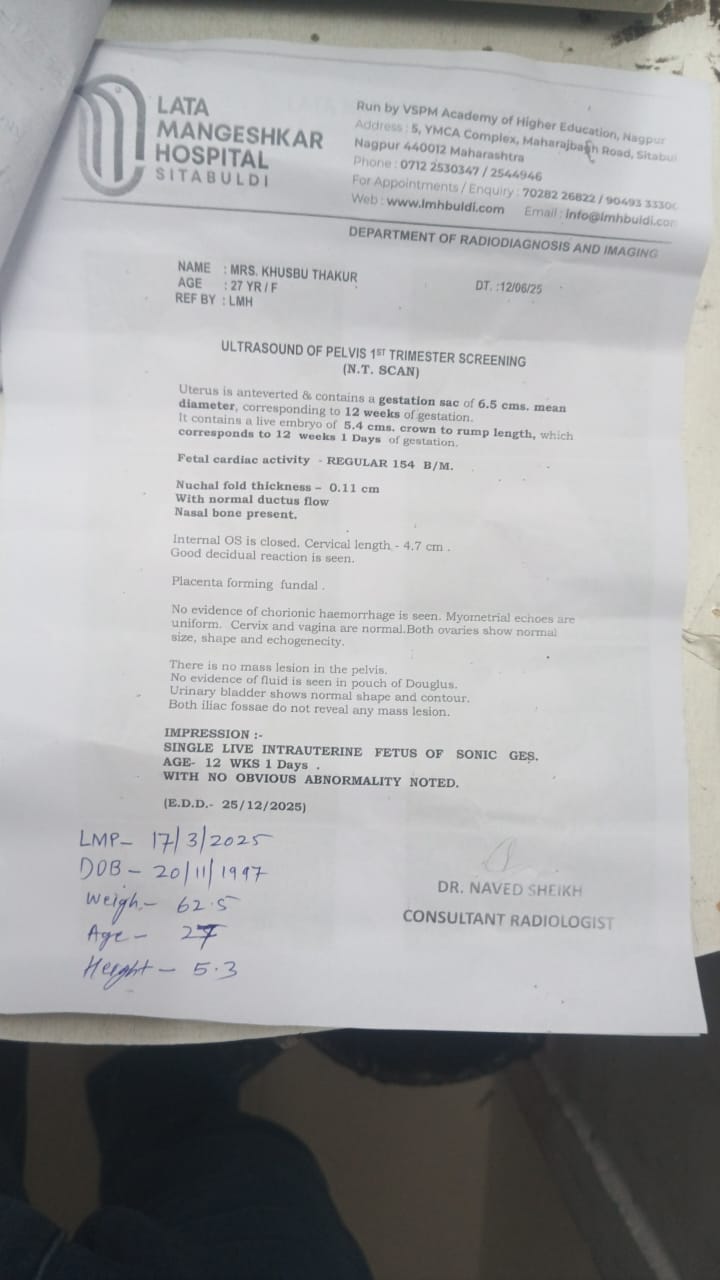 LATA
MANGESHKAR
HOSPITAL
SITABULDI
Run by VSPM Academy of Higher Education, Nagpur
Address : 5, YMCA Complex, Maharajbagh Road, Sitabul
Nagpur 440012 Maharashtra
Phone : 0712 2530347 / 2544946
For Appointments / Enquiry : 70282 26822 / 90493 3330
Web : www.lmhbuldi.com Email : info@lmhbuldi.com
DEPARTMENT OF RADIODIAGNOSIS AND IMAGING
NAME : MRS. KHUSBU THAKUR
AGE : 27 YR / F
REF BY : LMH
DT. :12/06/25
ULTRASOUND OF PELVIS 1ST TRIMESTER SCREENING
(N.T. SCAN)
Uterus is anteverted & contains a gestation sac of 6.5 cms. mean
diameter, corresponding to 12 weeks of gestation.
It contains a live embryo of 5.4 cms. crown to rump length, which
corresponds to 12 weeks 1 Days of gestation.
Fetal cardiac activity - REGULAR 154 B/M.
Nuchal fold thickness – 0.11 cm
With normal ductus flow
Nasal bone present.
Internal OS is closed. Cervical length - 4.7 cm .
Good decidual reaction is seen.
Placenta forming fundal .
No evidence of chorionic haemorrhage is seen. Myometrial echoes are
uniform. Cervix and vagina are normal.Both ovaries show normal
size, shape and echogenecity.
There is no mass lesion in the pelvis.
No evidence of fluid is seen in pouch of Douglus.
Urinary bladder shows normal shape and contour.
Both iliac fossae do not reveal any mass lesion.
IMPRESSION :-
SINGLE LIVE INTRAUTERINE FETUS OF SONIC GES.
AGE- 12 WKS 1 Days .
WITH NO OBVIOUS ABNORMALITY NOTED.
(E.D.D.- 25/12/2025)
LMP- 17/3/2025
DOB - 20/11/1997
Weigh.- 62.5
Age - 27
Height - 5.3
DR. NAVED SHEIKH
CONSULTANT RADIOLOGIST